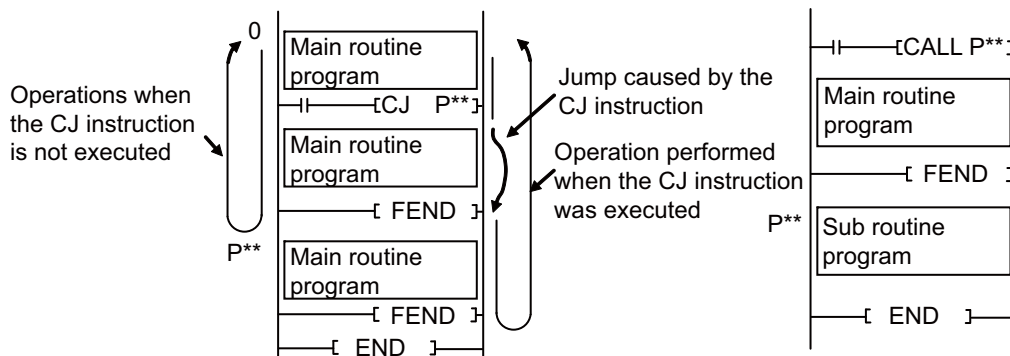 0
Operations when
the CJ instruction
is not executed
Main routine
program
CJ P**
Main routine
program
FEND
P**
Main routine
program
FEND
END
Jump caused by the
CJ instruction
Operation performed
when the CJ instruction
was executed
CALL P**
Main routine
program
FEND
P**
Sub routine
program
END